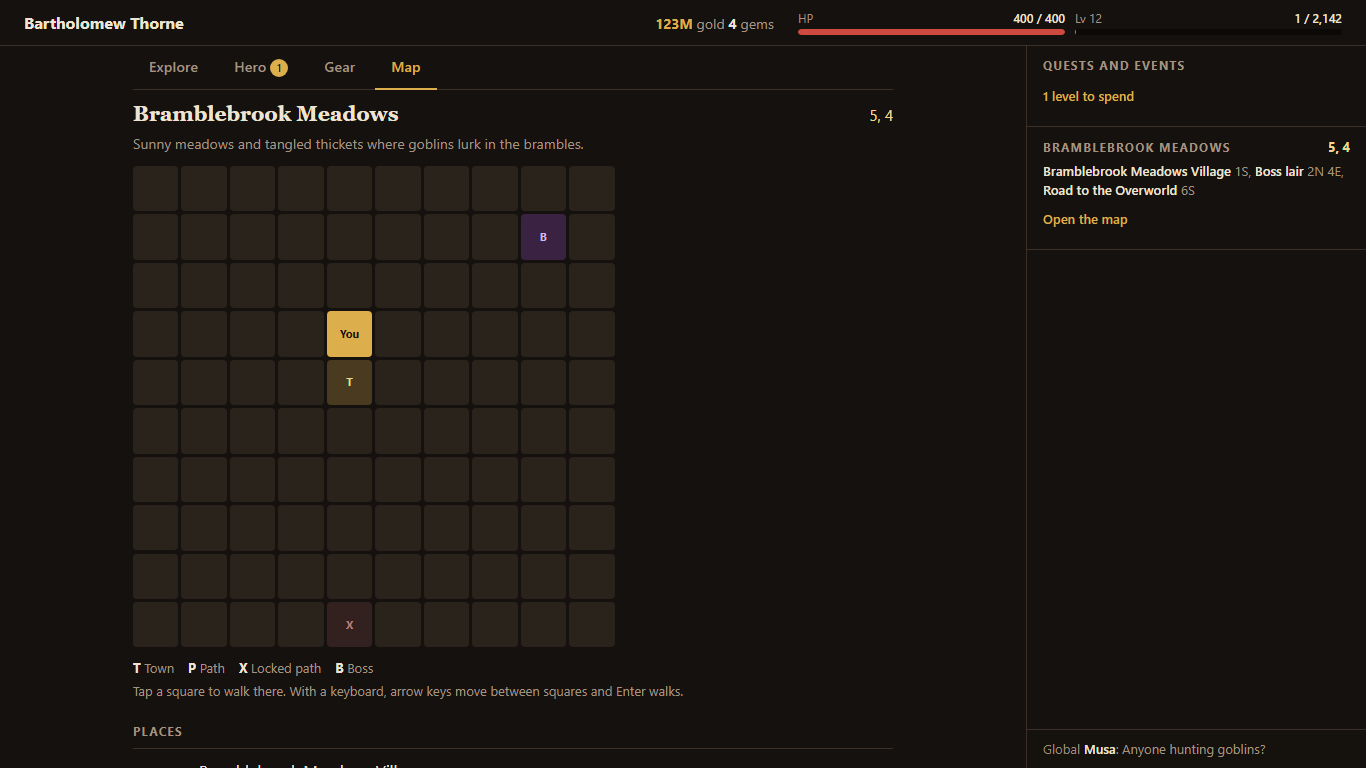 Bartholomew Thorne
123M gold 4 gems
HP 400 / 400
Lv 12 1 / 2,142
Explore Hero 1 Gear Map
Bramblebrook Meadows 5, 4
Sunny meadows and tangled thickets where goblins lurk in the brambles.
B
You
T
X
T Town P Path X Locked path B Boss
Tap a square to walk there. With a keyboard, arrow keys move between squares and Enter walks.
PLACES
QUESTS AND EVENTS
1 level to spend
BRAMBLEBROOK MEADOWS 5, 4
Bramblebrook Meadows Village 1S, Boss lair 2N 4E,
Road to the Overworld 6S
Open the map
Global Musa: Anyone hunting goblins?